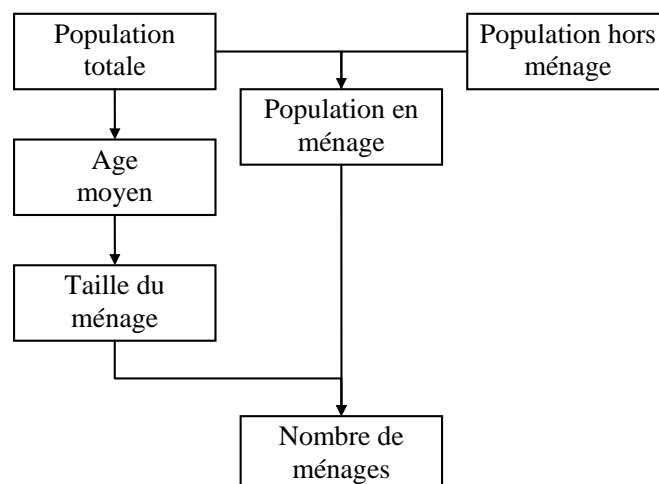 Population
totale
Population hors
ménage
Population en
ménage
Age
moyen
Taille du
ménage
Nombre de
ménages